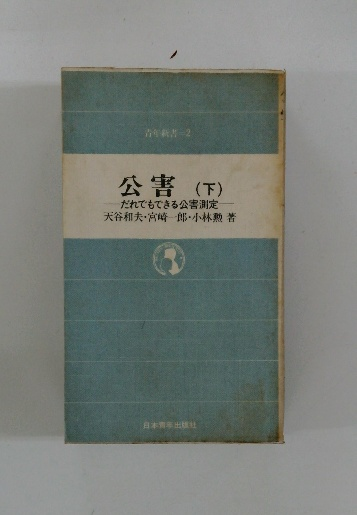 青年新書－2
公害（下）
──だれでもできる公害測定──
天谷和夫・宮崎一郎・小林勲 著
日本青年出版社